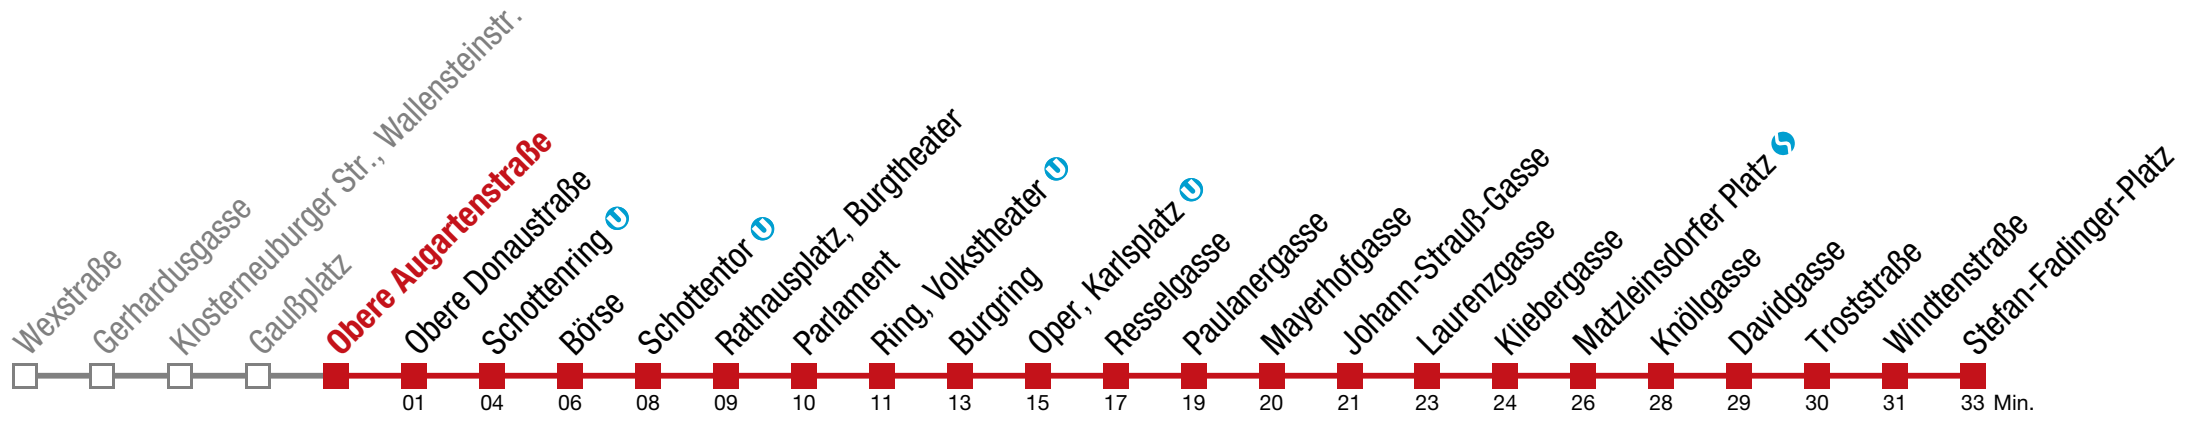 Wexstraße
Gerhardusgasse
Klosterneuburger Str., Wallensteinstr.
Gaußplatz
Obere Augartenstraße
Obere Donaustraße
Schottenring U
Börse
Schottentor U
Rathausplatz, Burgtheater
Parlament
Ring, Volkstheater U
Burgring
Oper, Karlsplatz U
Resselgasse
Paulanergasse
Mayerhofgasse
Johann-Strauß-Gasse
Laurenzgasse
Kliebergasse
Matzleinsdorfer Platz S
Knöllgasse
Davidgasse
Troststraße
Windtenstraße
Stefan-Fadinger-Platz
01 04 06 08 09 10 11 13 15 17 19 20 21 23 24 26 28 29 30 31 33 Min.